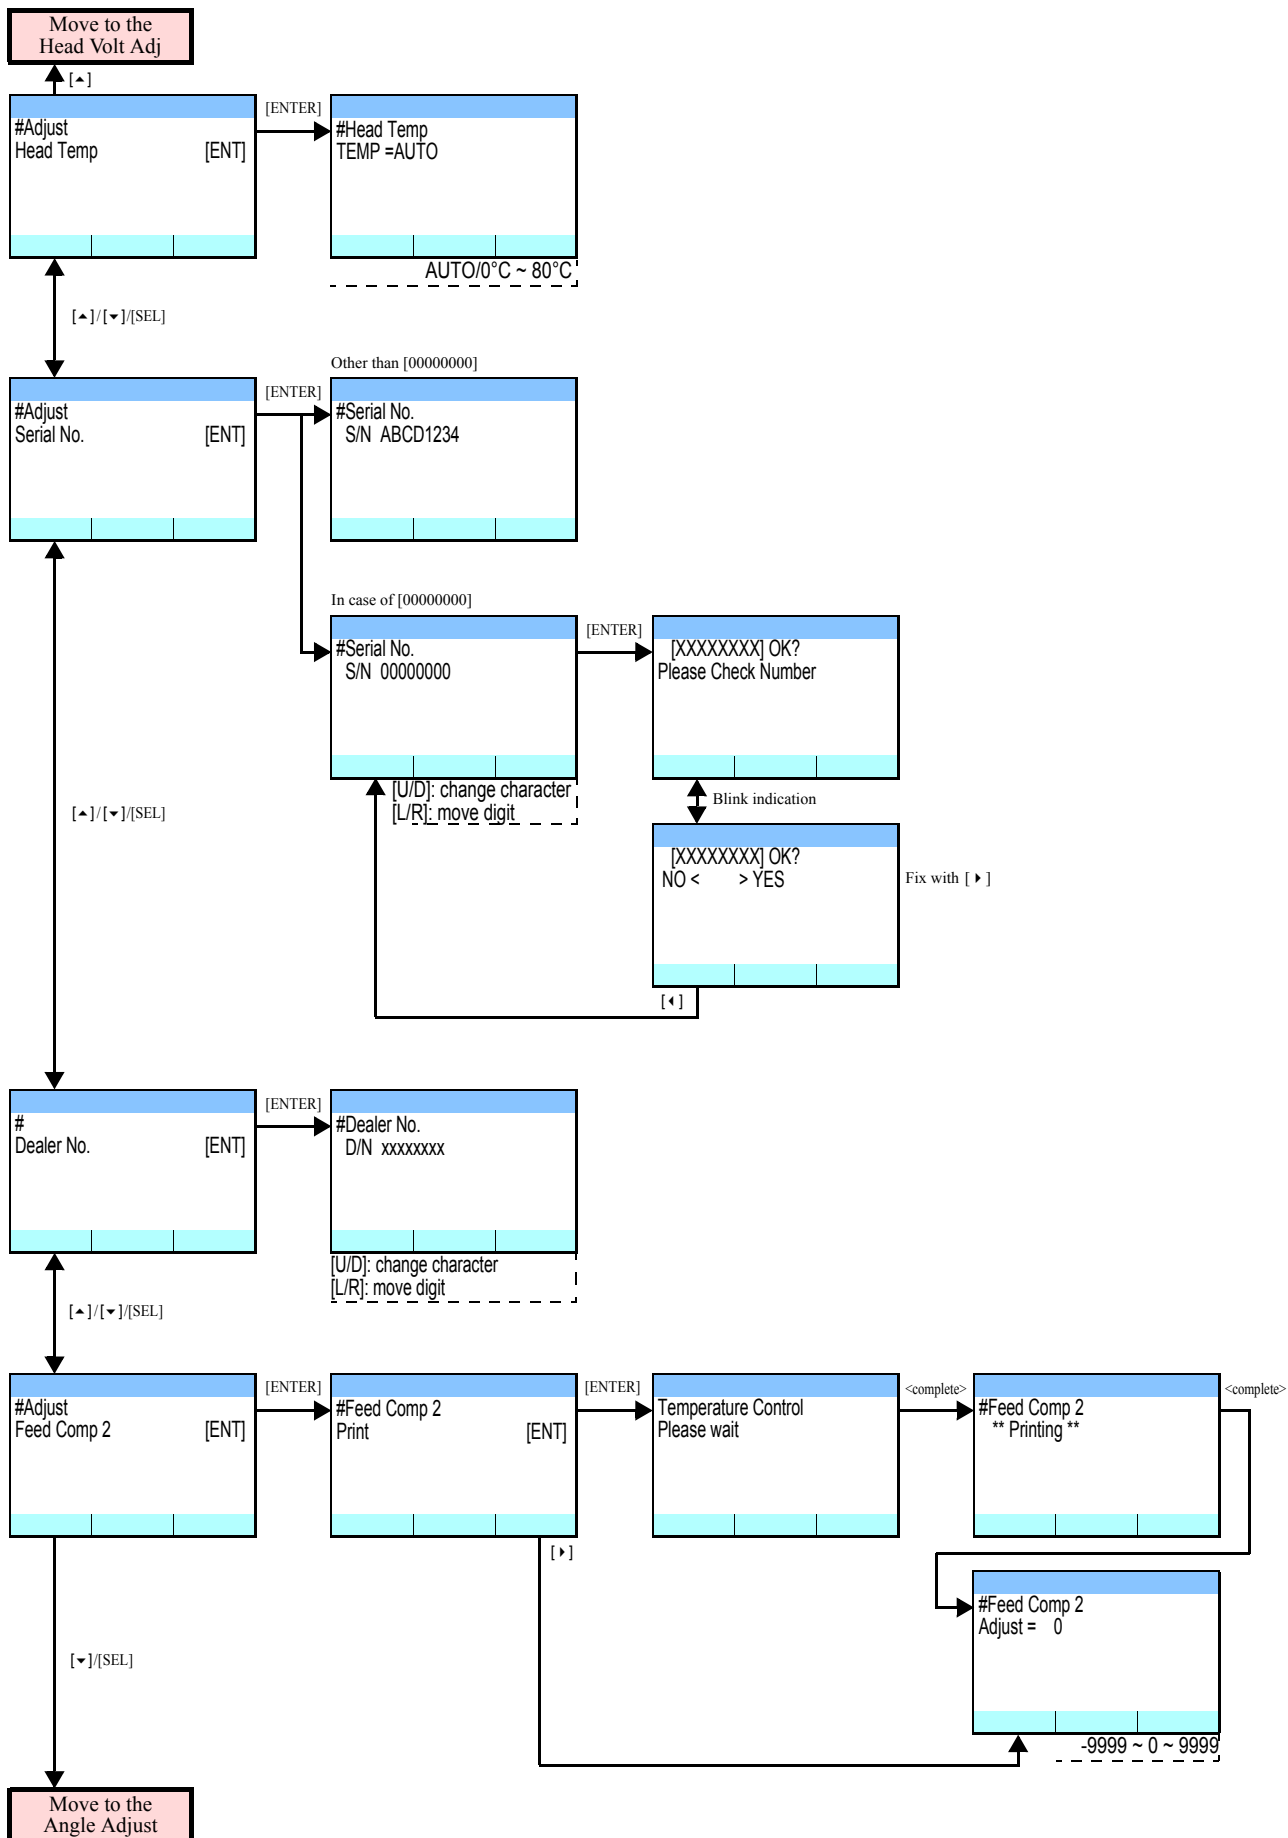 Move to the
Head Volt Adj
[▲]
#Adjust
Head Temp [ENT]
[ENTER]
#Head Temp
TEMP =AUTO
AUTO/0°C ~ 80°C
[▲]/[▼]/[SEL]
#Adjust
Serial No. [ENT]
[ENTER]
Other than [00000000]
#Serial No.
S/N ABCD1234
In case of [00000000]
#Serial No.
S/N 00000000
[U/D]: change character
[L/R]: move digit
[ENTER]
[XXXXXXXX] OK?
Please Check Number
Blink indication
[XXXXXXXX] OK?
NO < > YES
Fix with [▶]
[◀]
[▲]/[▼]/[SEL]
#
Dealer No. [ENT]
[ENTER]
#Dealer No.
D/N xxxxxxxx
[U/D]: change character
[L/R]: move digit
[▲]/[▼]/[SEL]
#Adjust
Feed Comp 2 [ENT]
[ENTER]
#Feed Comp 2
Print [ENT]
[ENTER]
Temperature Control
Please wait
<complete>
#Feed Comp 2
** Printing **
<complete>
[▶]
#Feed Comp 2
Adjust = 0
-9999 ~ 0 ~ 9999
[▼]/[SEL]
Move to the
Angle Adjust